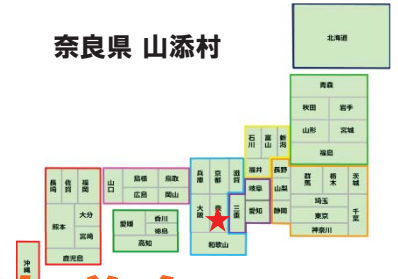 奈良県 山添村
北海道
青森
秋田 岩手
山形 宮城
福島
石川 富山 新潟
福井 長野 群馬 栃木 茨城
岐阜 山梨 埼玉 千葉
愛知 静岡 東京
神奈川
兵庫 京都 滋賀
大阪 三重
和歌山
山口 島根 鳥取
広島 岡山
愛媛 香川
徳島
高知
長崎 佐賀 福岡
熊本 大分
宮崎
鹿児島
沖縄